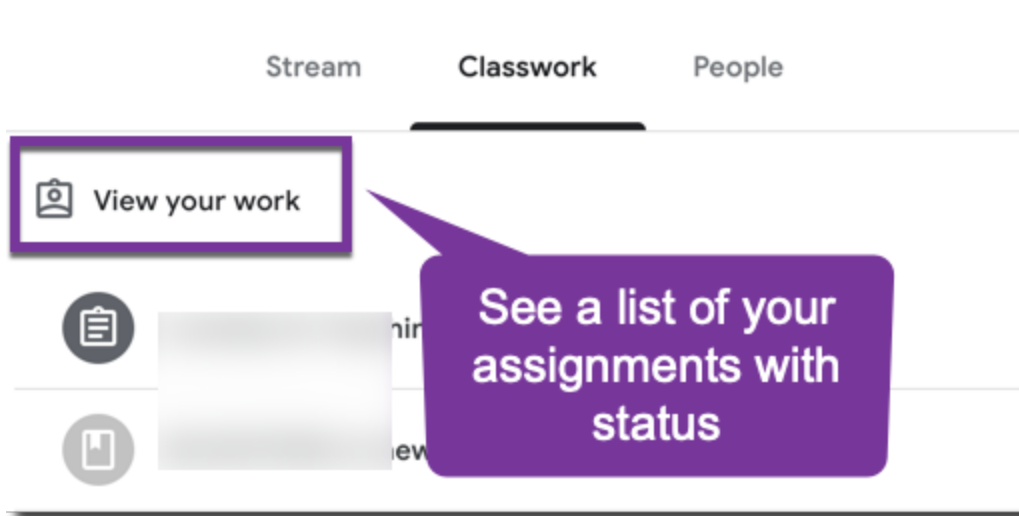 Stream Classwork People
View your work
See a list of your
assignments with
status